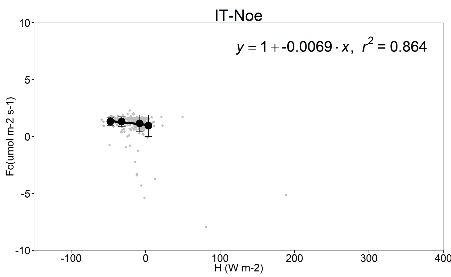 IT-Noe
y = 1 + -0.0069 · x, r² = 0.864
10
5
0
-5
-10
Fc(umol m-2 s-1)
-100 0 100 200 300 400
H (W m-2)